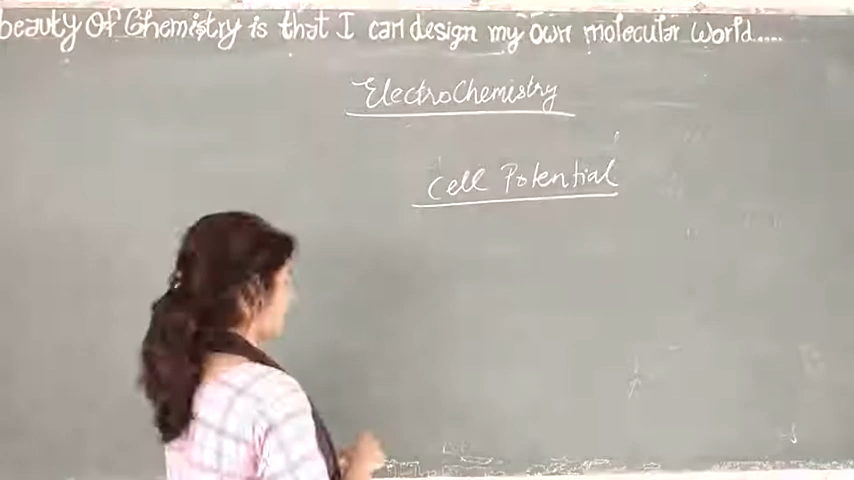 beauty Of Chemistry is that I can design my own molecular World....
ElectroChemistry
Cell Potential